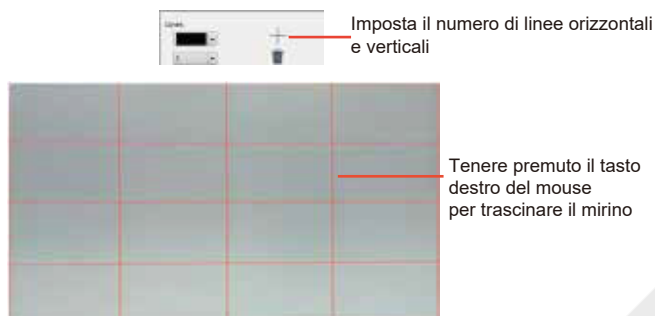 Imposta il numero di linee orizzontali
e verticali
Tenere premuto il tasto
destro del mouse
per trascinare il mirino